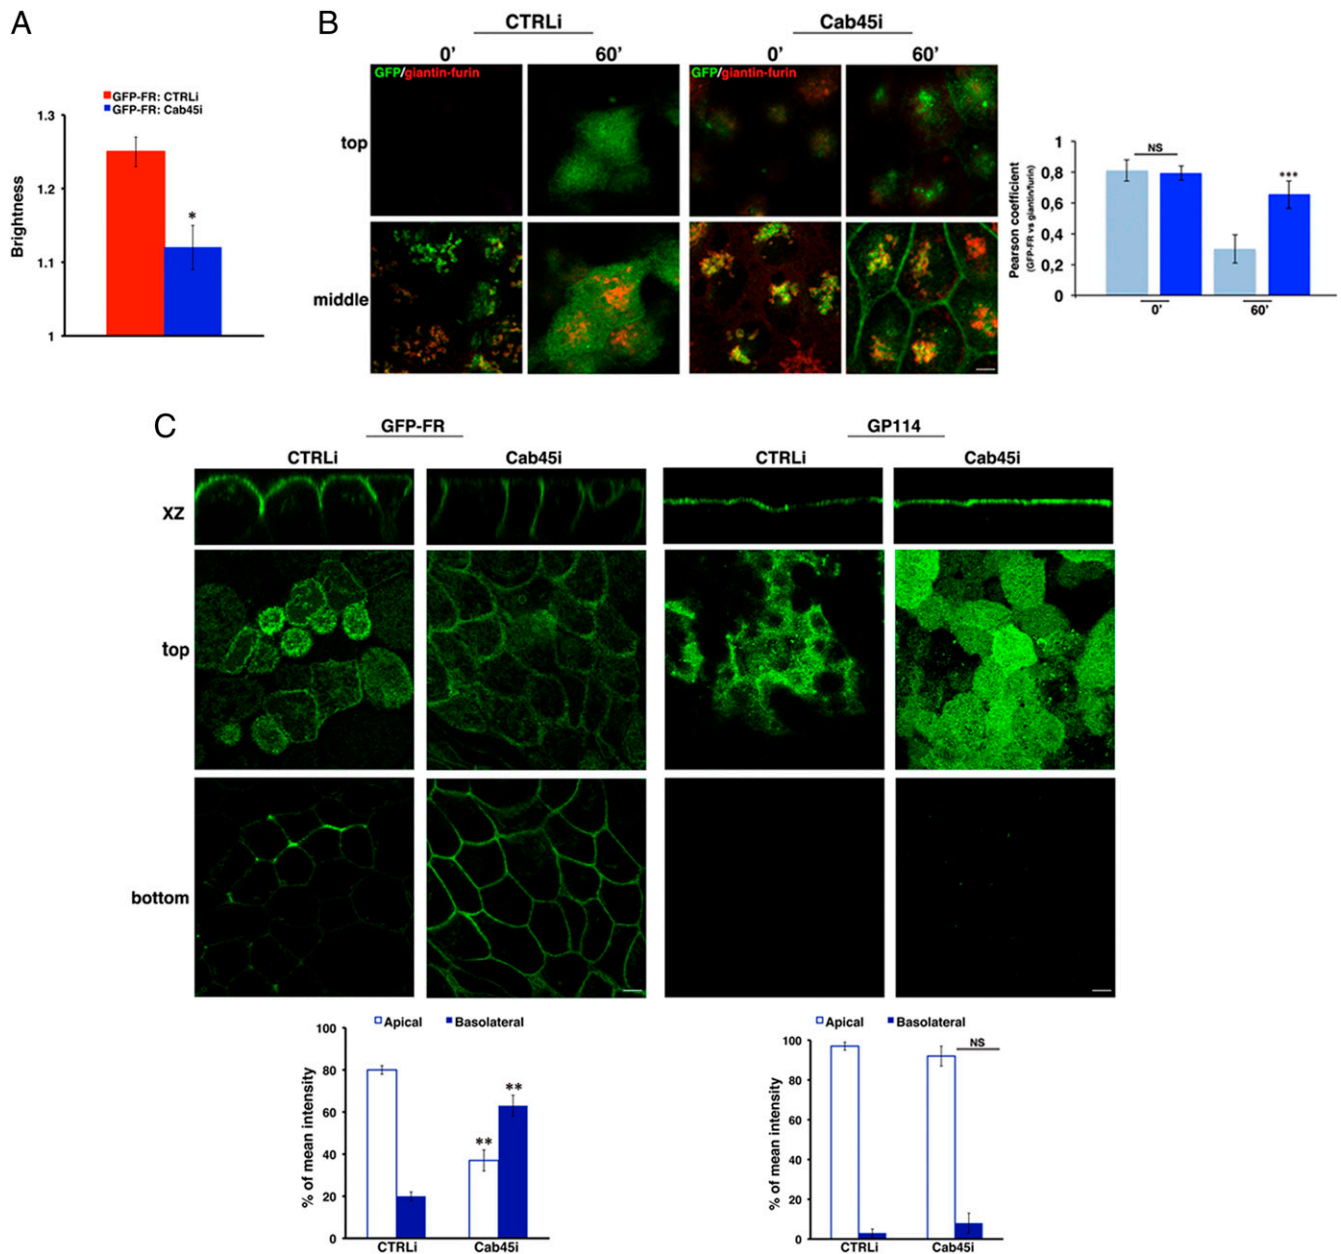 A
GFP-FR: CTRLi
GFP-FR: Cab45i
1.3
1.2
1.1
1
Brightness
*
B
CTRLi
Cab45i
0'
60'
0'
60'
GFP/giantin-furin
GFP/giantin-furin
top
middle
1
0,8
0,6
0,4
0,2
0
Pearson coefficient
(GFP-FR vs giantin/furin)
NS
***
0'
60'
C
GFP-FR
GP114
CTRLi
Cab45i
CTRLi
Cab45i
XZ
top
bottom
Apical
Basolateral
100
80
60
40
20
0
% of mean intensity
**
**
CTRLi
Cab45i
Apical
Basolateral
100
80
60
40
20
0
% of mean intensity
NS
CTRLi
Cab45i